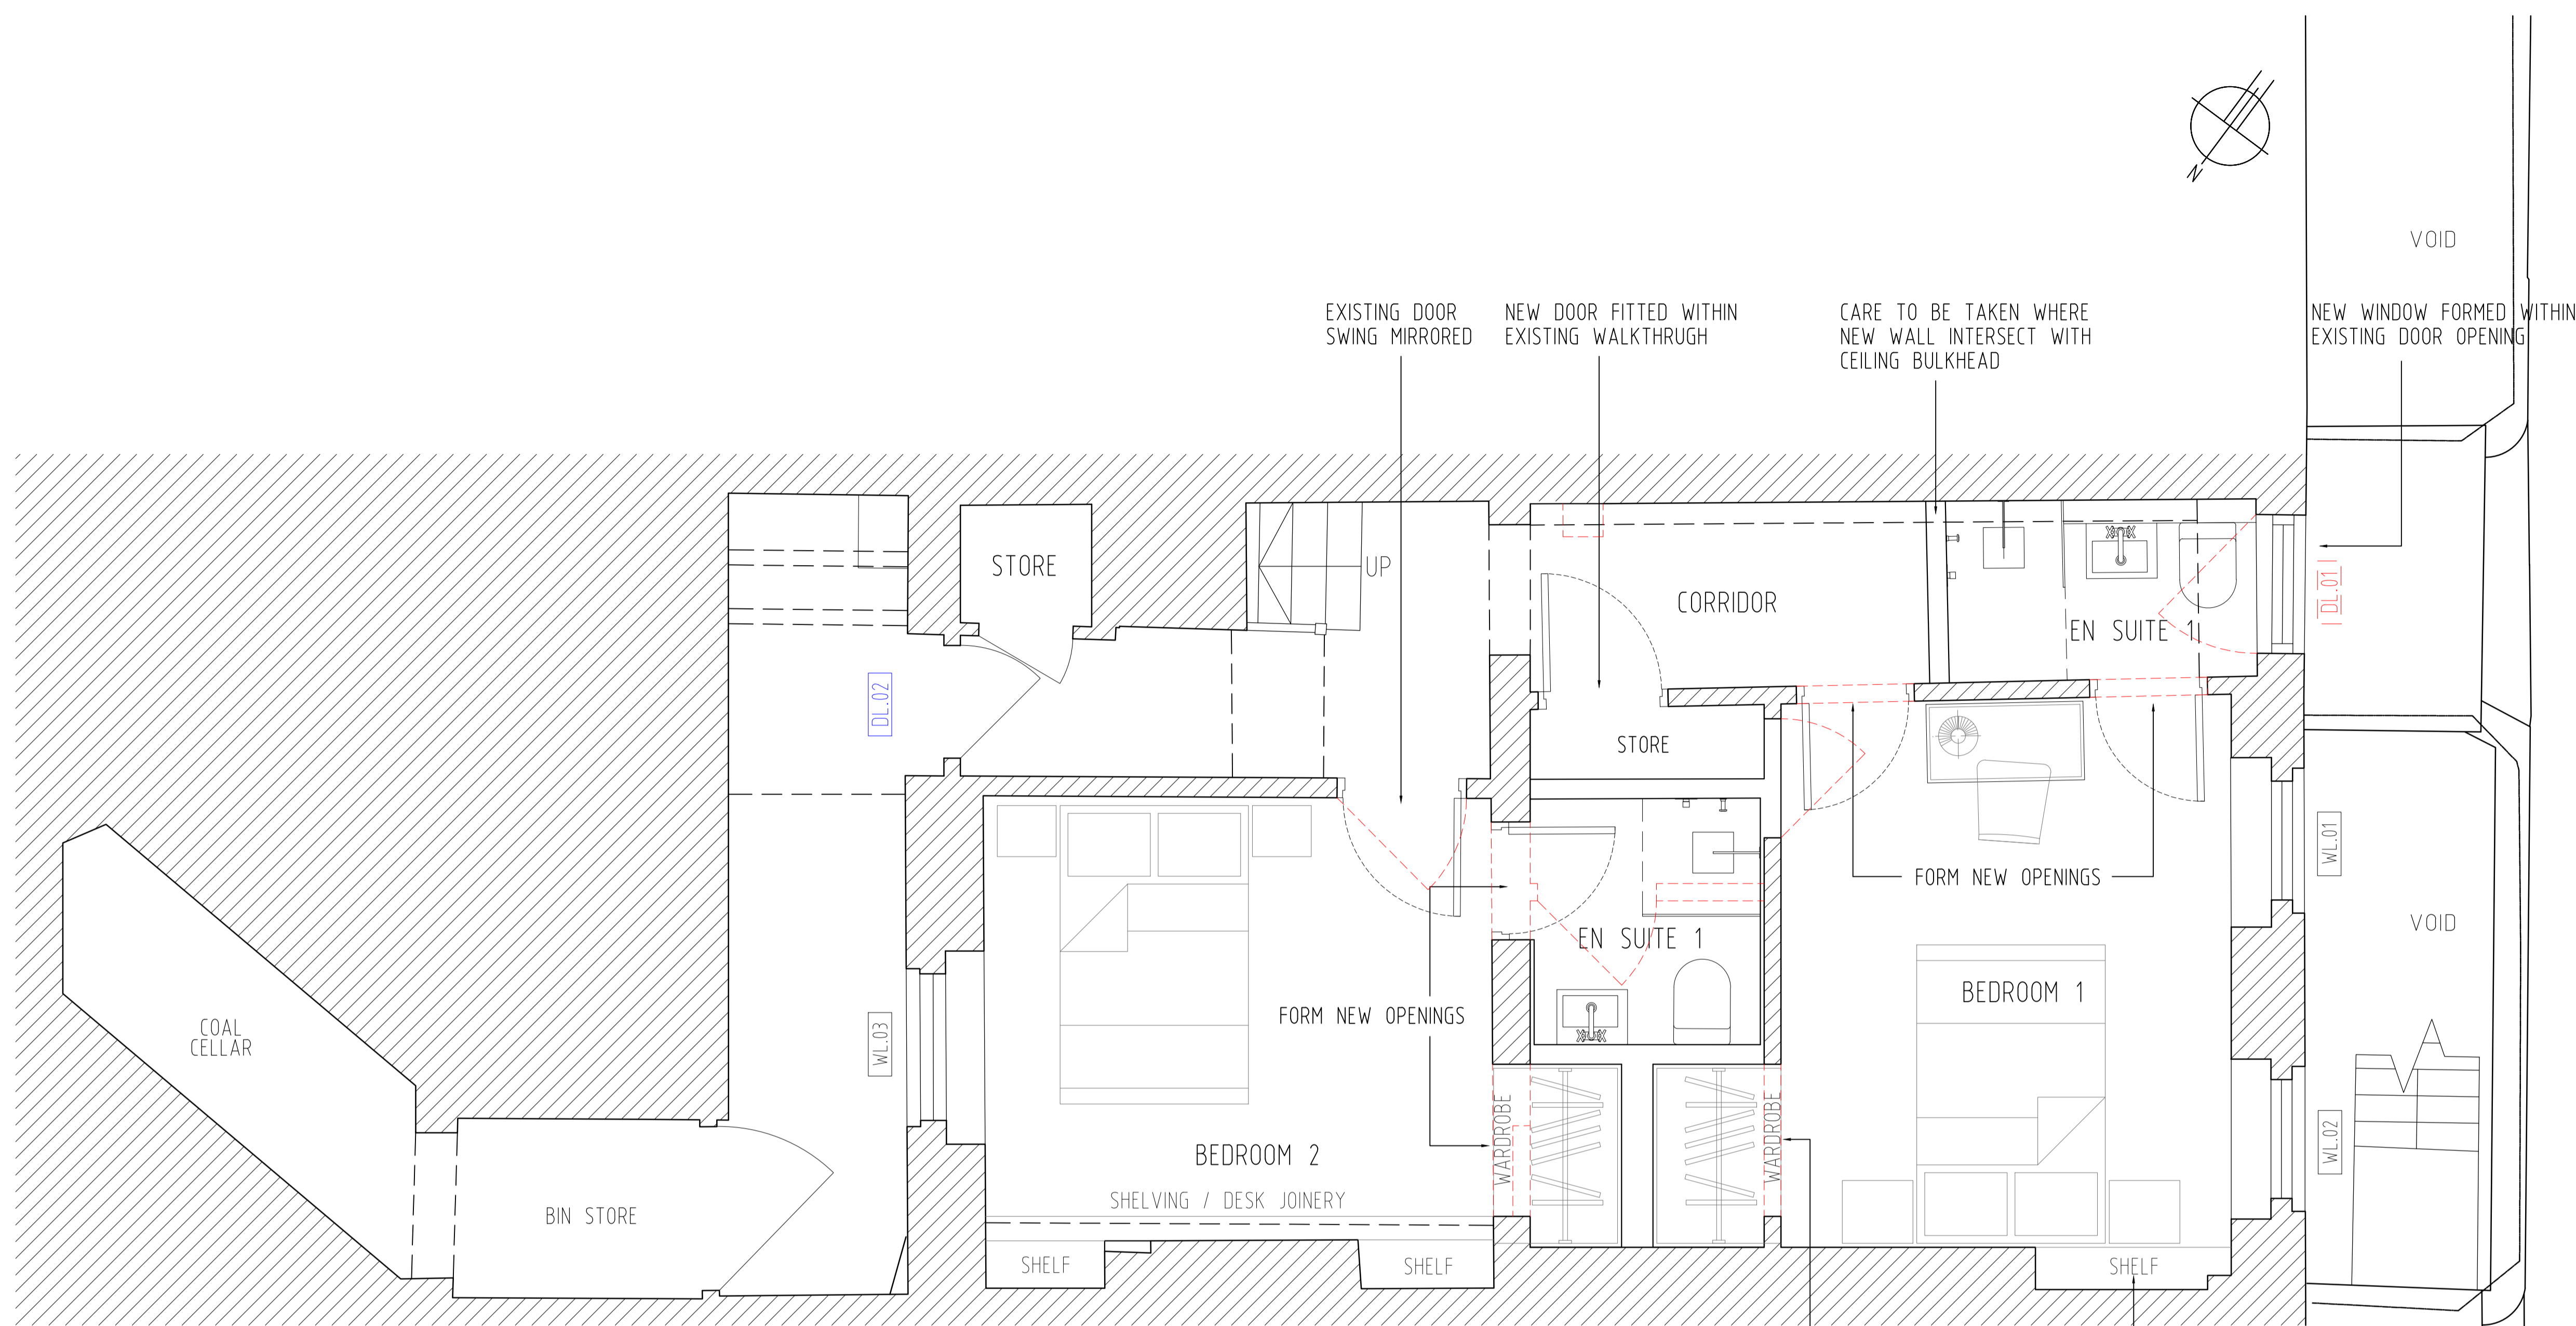 N
VOID
EXISTING DOOR
SWING MIRRORED
NEW DOOR FITTED WITHIN
EXISTING WALKTHRUGH
CARE TO BE TAKEN WHERE
NEW WALL INTERSECT WITH
CEILING BULKHEAD
NEW WINDOW FORMED WITHIN
EXISTING DOOR OPENING
STORE
UP
CORRIDOR
EN SUITE 1
DL.01
DL.02
STORE
WL.01
FORM NEW OPENINGS
VOID
EN SUITE 1
BEDROOM 1
FORM NEW OPENINGS
COAL
CELLAR
WL.03
WARDROBE
WARDROBE
WL.02
BEDROOM 2
SHELVING / DESK JOINERY
BIN STORE
SHELF
SHELF
SHELF